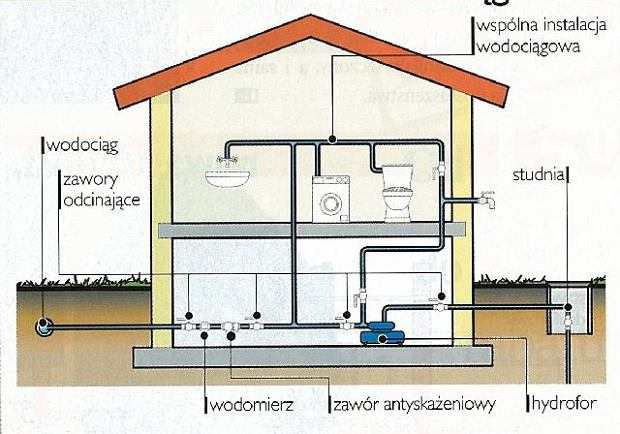 wspólna instalacja
wodociągowa
wodociąg
zawory
odcinające
studnia
wodomierz
zawór antyskażeniowy
hydrofor